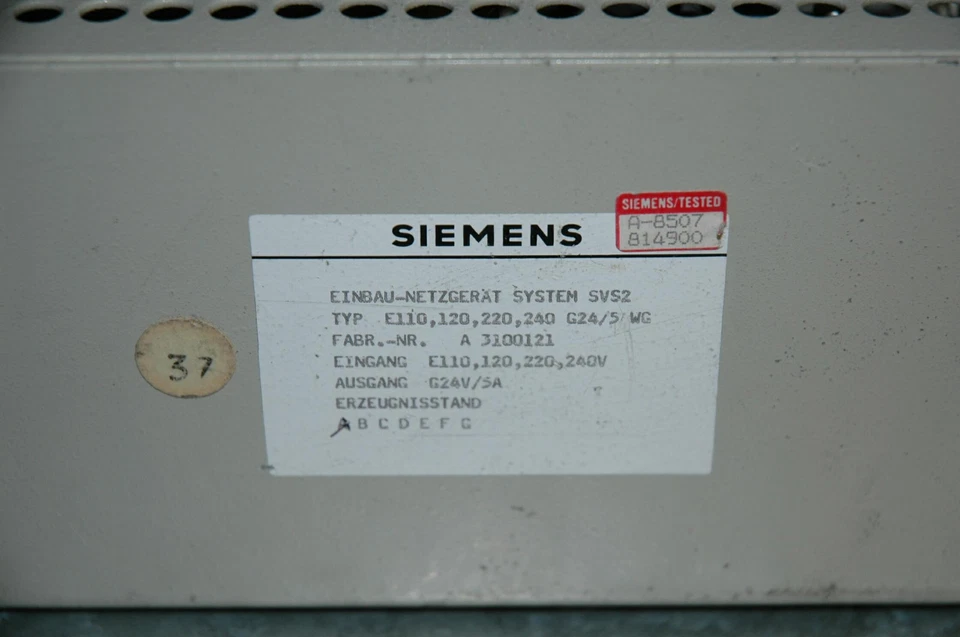 SIEMENS/TESTED
A-8507
814900
SIEMENS
EINBAU-NETZGERÄT SYSTEM SVS2
TYP E110,120,220,240 G24/5 WG
FABR.-NR. A 3100121
EINGANG E110,120,220,240V
AUSGANG G24V/5A
ERZEUGNISSTAND
A B C D E F G
37